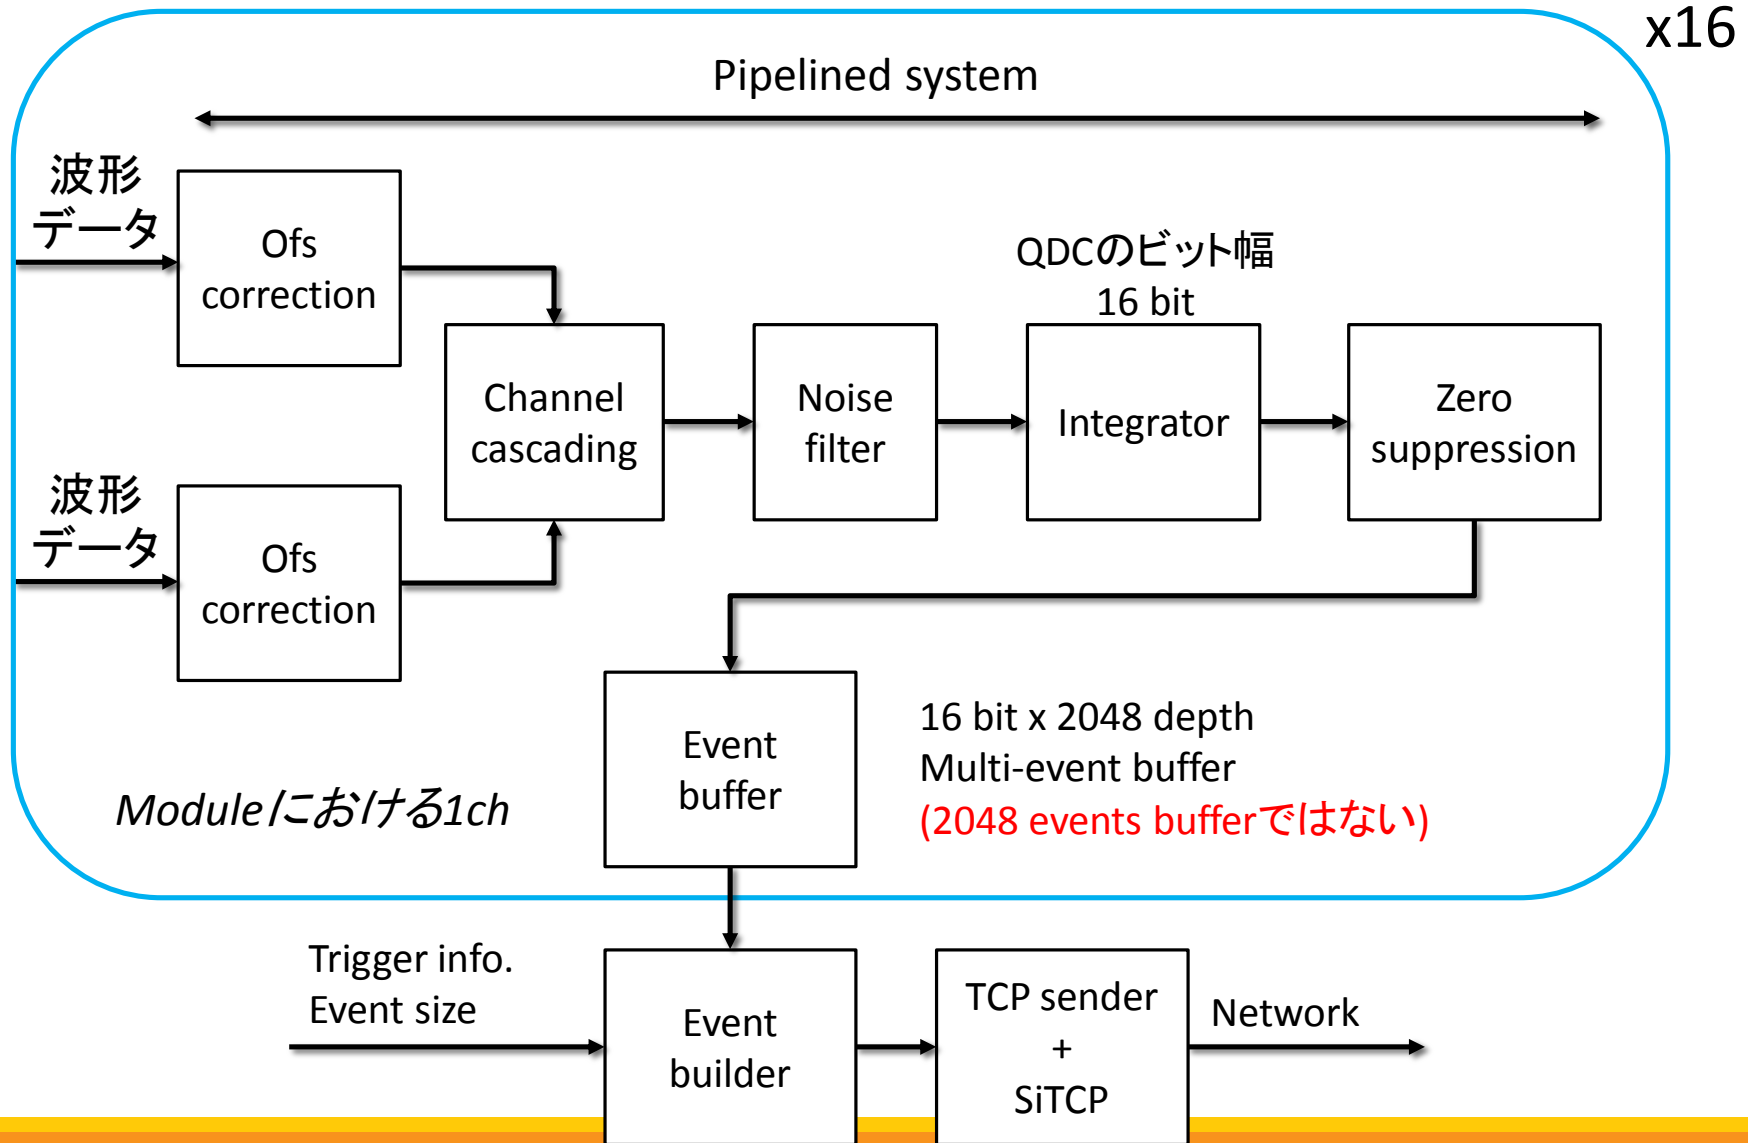 x16
Pipelined system
波形
データ
Ofs
correction
QDCのビット幅
16 bit
Channel
cascading
Noise
filter
Integrator
Zero
suppression
波形
データ
Ofs
correction
Event
buffer
16 bit x 2048 depth
Multi-event buffer
(2048 events bufferではない)
Moduleにおける1ch
Trigger info.
Event size
Event
builder
TCP sender
+
SiTCP
Network